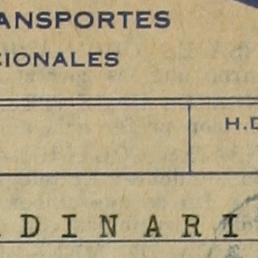 ANSPORTES
CIONALES
H.D
DINARI